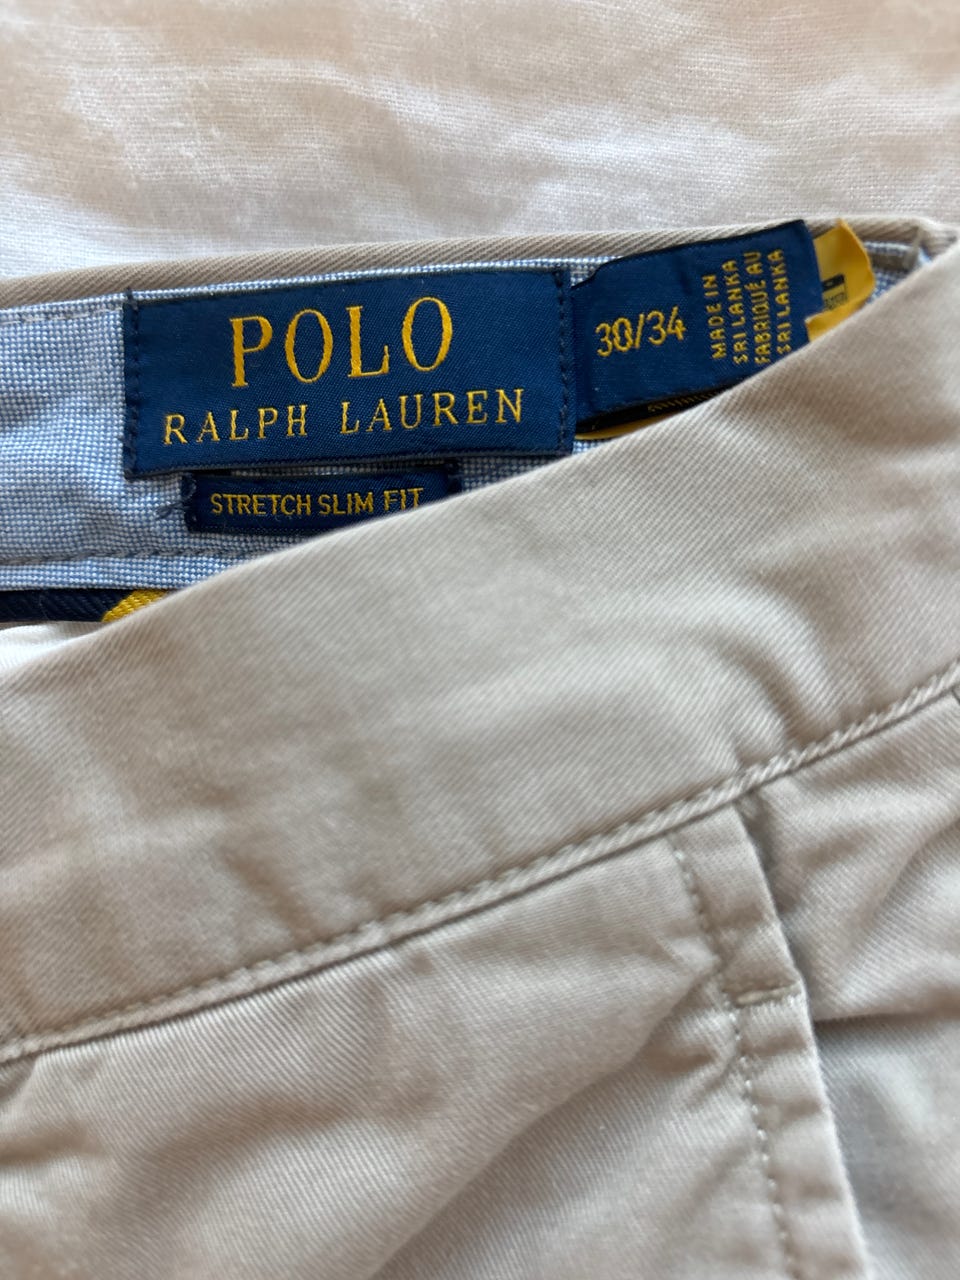 POLO
RALPH LAUREN
STRETCH SLIM FIT
30/34
MADE IN
SRI LANKA
FABRIQUÉ AU
SRI LANKA